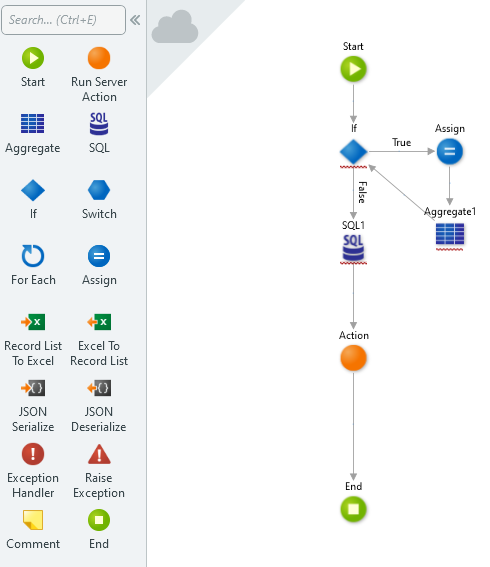 Search... (Ctrl+E)
Start
Run Server
Action
Aggregate
SQL
SQL
If
Switch
For Each
Assign
Record List
To Excel
Excel To
Record List
JSON
Serialize
JSON
Deserialize
Exception
Handler
Raise
Exception
Comment
End
Start
If
True
Assign
False
Aggregate1
SQL1
SQL
Action
End